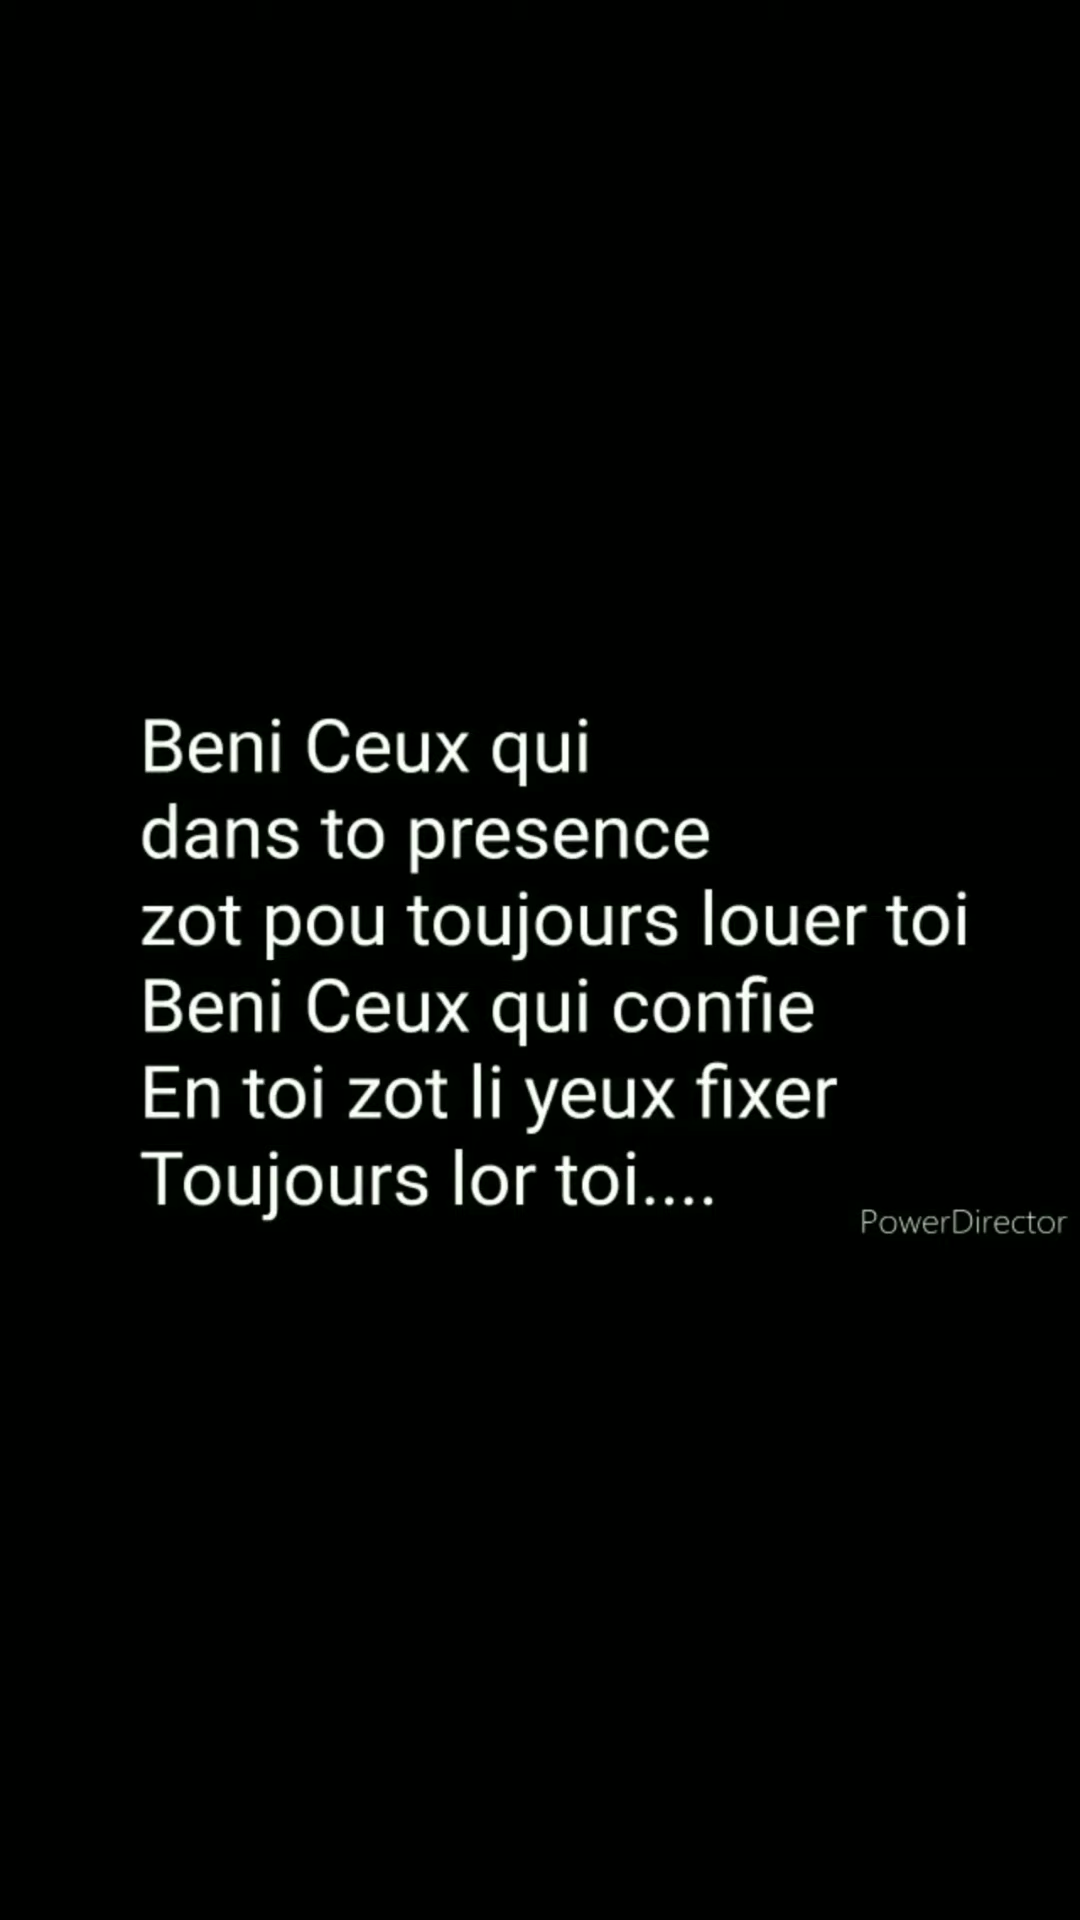 Beni Ceux qui
dans to presence
zot pou toujours louer toi
Beni Ceux qui confie
En toi zot li yeux fixer
Toujours lor toi....
PowerDirector